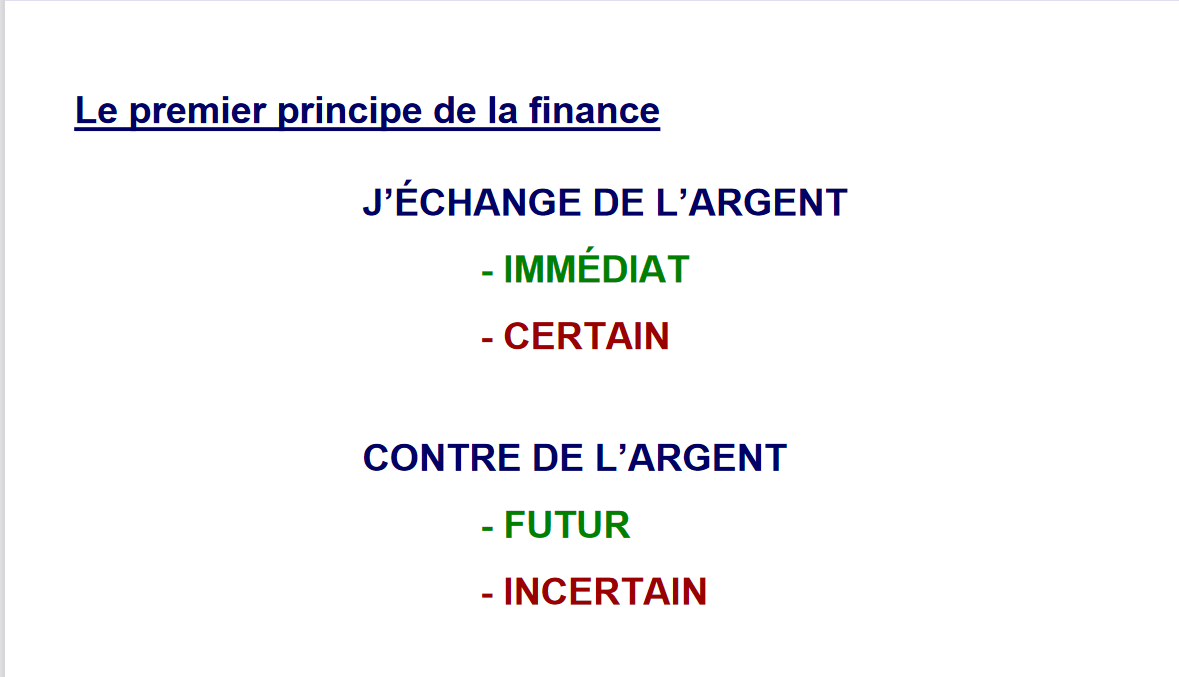 Le premier principe de la finance
J’ÉCHANGE DE L’ARGENT
- IMMÉDIAT
- CERTAIN
CONTRE DE L’ARGENT
- FUTUR
- INCERTAIN